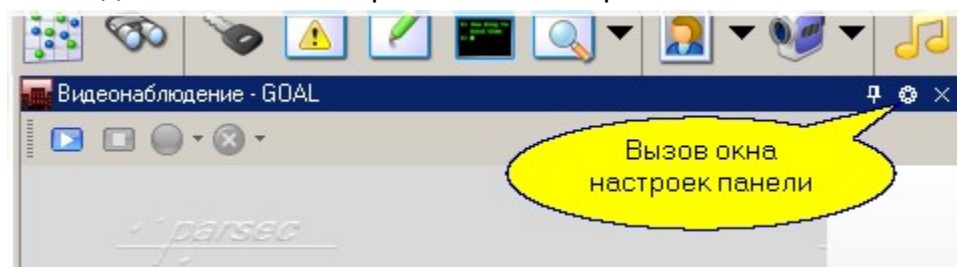 Видеонаблюдение - GOAL
Вызов окна
настроек панели
parsec